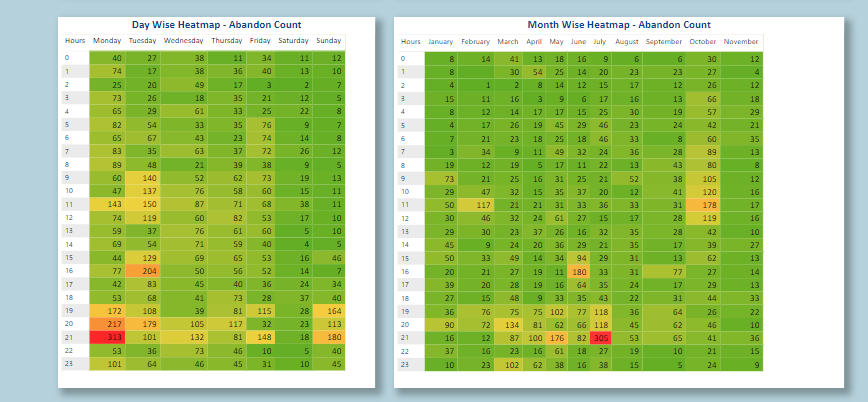 Day Wise Heatmap - Abandon Count
Hours Monday Tuesday Wednesday Thursday Friday Saturday Sunday
0 40 27 38 11 34 11 12
1 74 17 38 36 40 13 10
2 25 20 49 17 3 2 7
3 73 26 18 35 21 12 5
4 65 29 61 33 25 22 8
5 82 54 33 35 76 9 7
6 65 67 43 23 74 14 8
7 83 35 63 37 72 26 12
8 89 48 21 39 38 9 5
9 60 140 52 62 73 19 13
10 47 137 76 58 60 15 11
11 143 150 87 71 68 38 11
12 74 119 60 82 53 17 10
13 59 37 76 61 60 5 10
14 69 54 71 59 40 4 5
15 44 129 69 65 53 16 46
16 77 204 50 56 52 14 7
17 42 83 45 40 36 24 34
18 53 68 41 73 28 37 40
19 172 108 39 81 115 28 164
20 217 179 105 117 32 23 113
21 313 101 132 81 148 18 180
22 53 36 73 46 10 5 40
23 101 64 46 45 31 10 45
Month Wise Heatmap - Abandon Count
Hours January February March April May June July August September October November
0 8 14 41 13 18 16 9 6 6 30 12
1 8 30 54 25 14 20 23 23 27 4
2 4 1 2 8 14 12 15 17 12 26 12
3 15 11 16 3 9 6 17 16 13 66 18
4 8 12 14 17 17 15 25 30 19 57 29
5 4 17 26 19 45 29 46 23 24 42 21
6 7 21 23 18 25 18 46 33 8 60 35
7 3 34 9 11 49 32 24 36 28 89 13
8 19 12 19 5 17 11 22 13 43 80 8
9 73 21 25 16 31 25 21 52 38 105 12
10 29 47 32 15 35 37 20 12 41 120 16
11 50 117 21 21 31 33 36 33 31 178 17
12 30 46 32 24 61 27 15 17 28 119 16
13 29 30 23 37 26 16 32 35 28 42 10
14 45 9 24 20 36 29 21 35 17 39 27
15 50 33 49 14 34 94 29 31 13 62 13
16 20 21 27 19 11 180 33 31 77 27 14
17 39 20 28 19 16 64 35 24 17 29 13
18 27 15 48 9 33 35 43 22 31 44 33
19 36 76 75 75 102 77 118 36 64 26 22
20 90 72 134 81 62 66 118 45 62 46 10
21 16 12 87 100 176 82 305 53 65 41 36
22 37 16 23 16 61 18 27 19 10 21 15
23 10 23 102 62 38 16 38 15 5 24 9